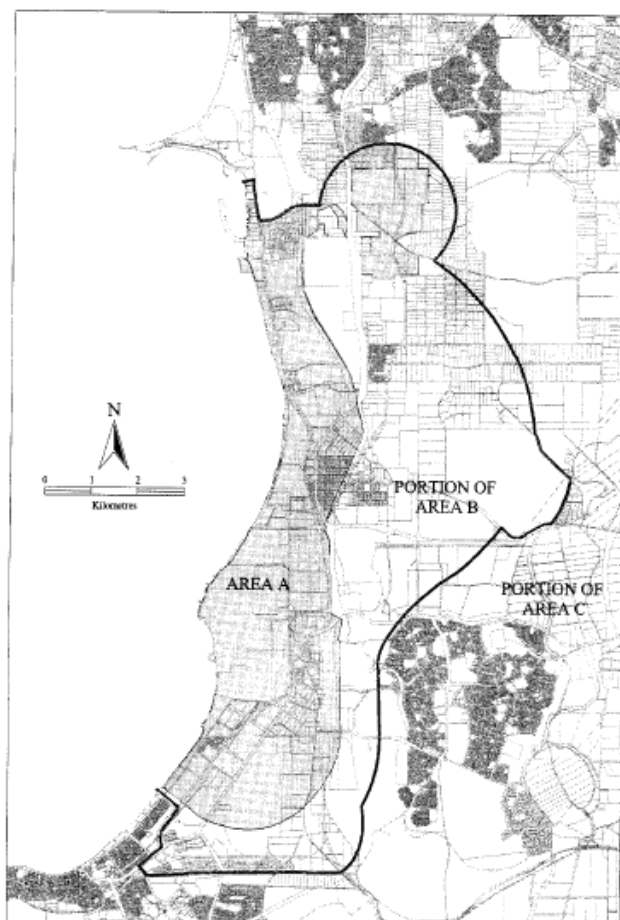 N
0 1 2 3
Kilometres
PORTION OF
AREA B
AREA A
PORTION OF
AREA C